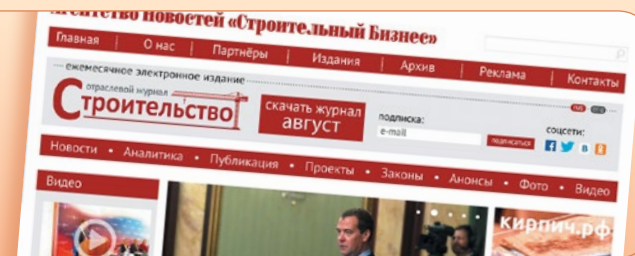 Агентство Новостей «Строительный Бизнес»
Главная | О нас | Партнёры | Издания | Архив | Реклама | Контакты
ежемесячное электронное издание
отраслевой журнал
Строительство
скачать журнал
август
подписка:
e-mail
подписаться
соцсети:
Новости • Аналитика • Публикация • Проекты • Законы • Анонсы • Фото • Видео
Видео
кирпич.рф